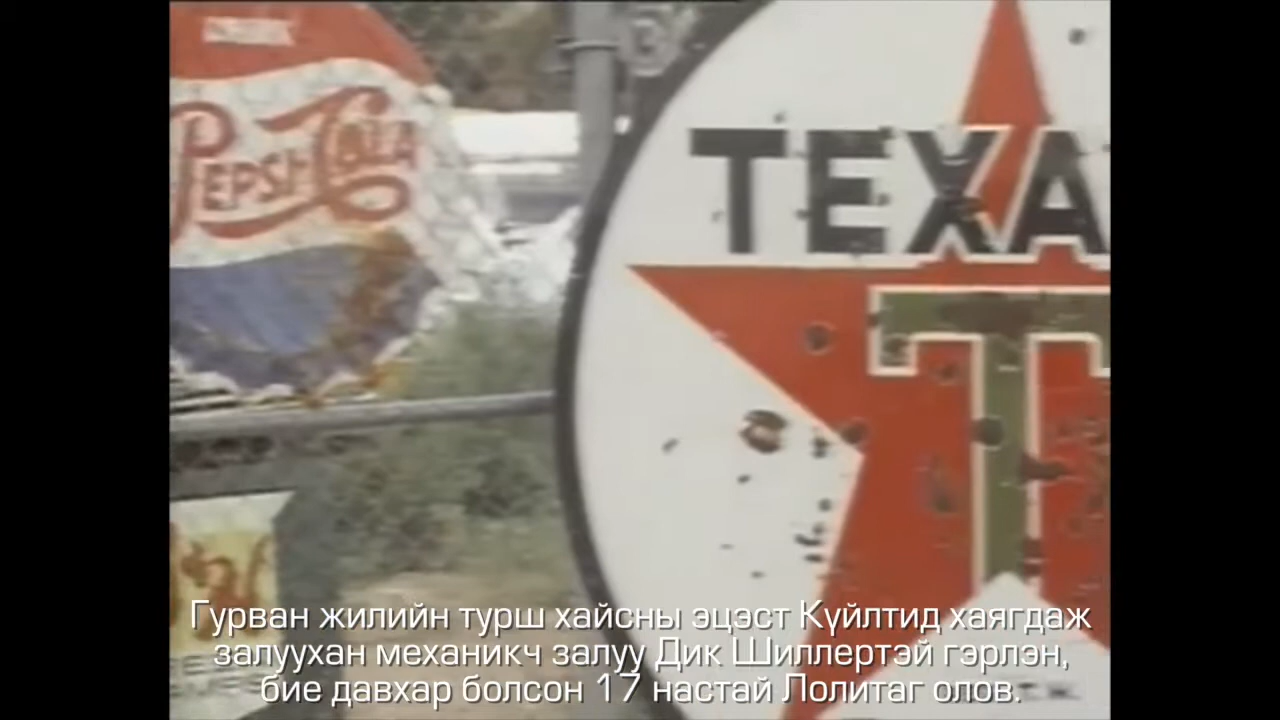 PEPSI-COLA
TEXA
T
Гурван жилийн турш хайсны эцэст Күйлтид хаягдаж
залуухан механикч залуу Дик Шиллертэй гэрлэн,
бие давхар болсон 17 настай Лолитаг олов.